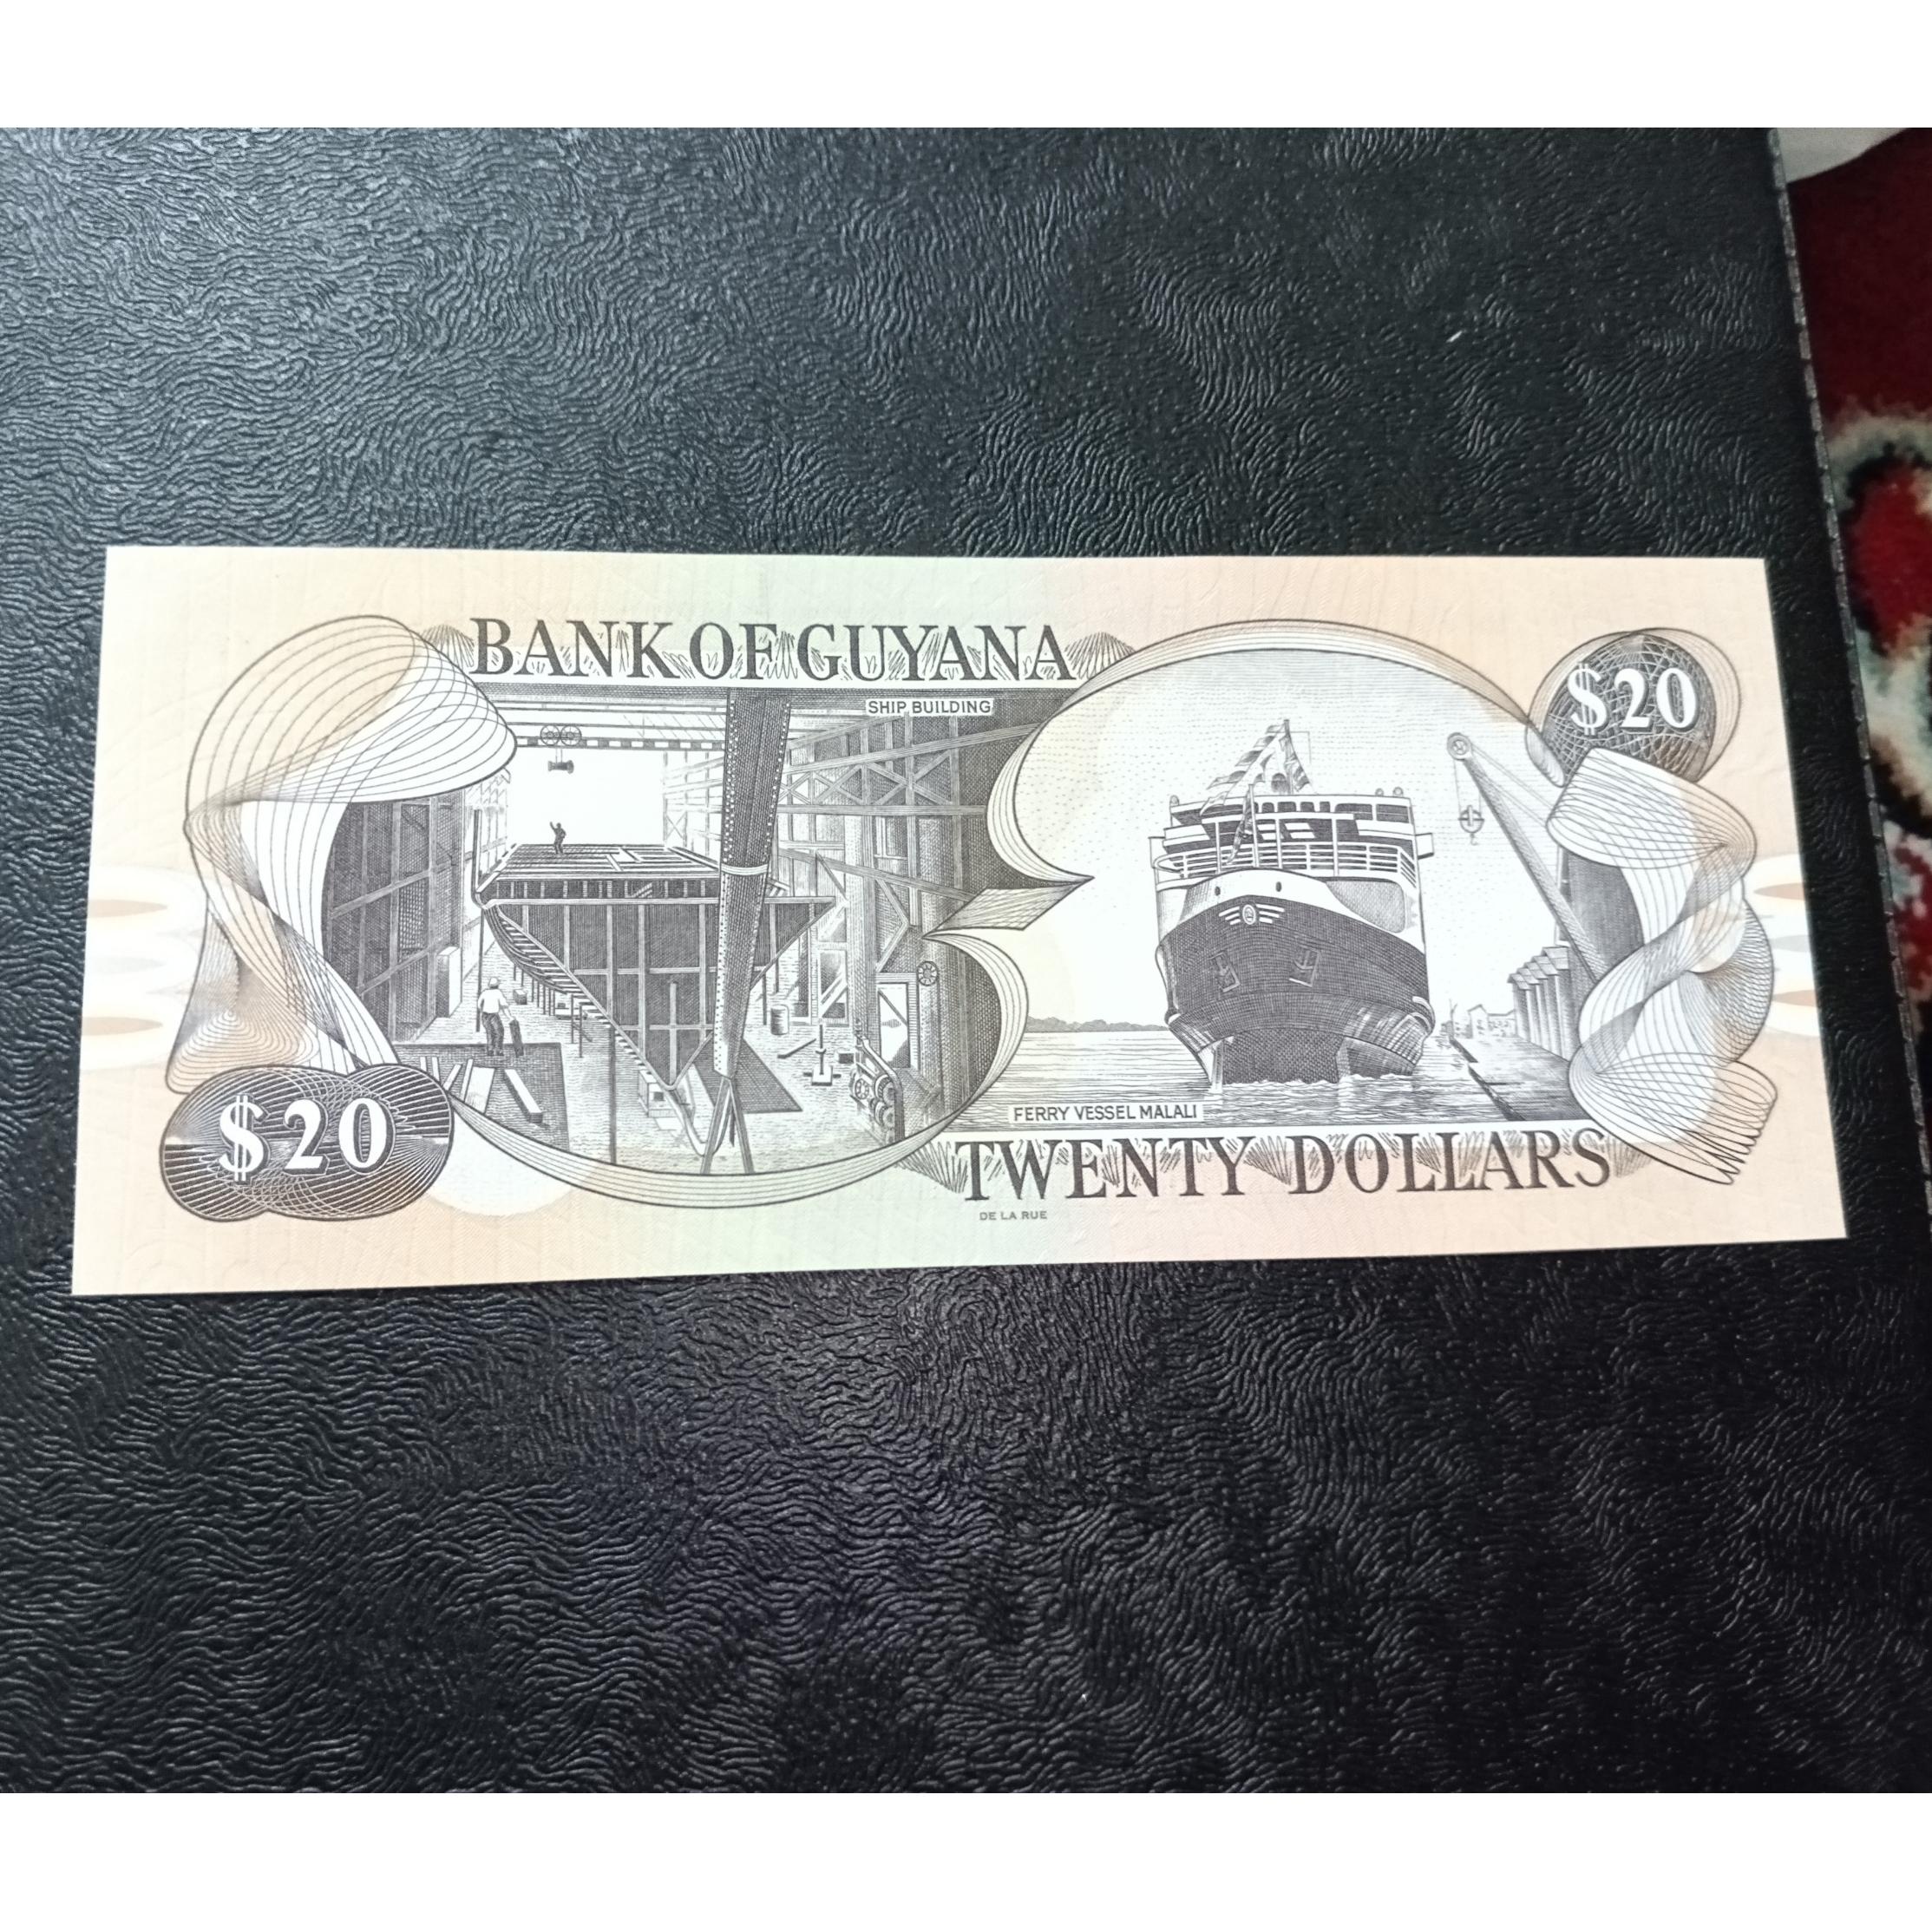 BANK OF GUYANA
$20
SHIP BUILDING
FERRY VESSEL MALALI
$20
TWENTY DOLLARS
DE LA RUE